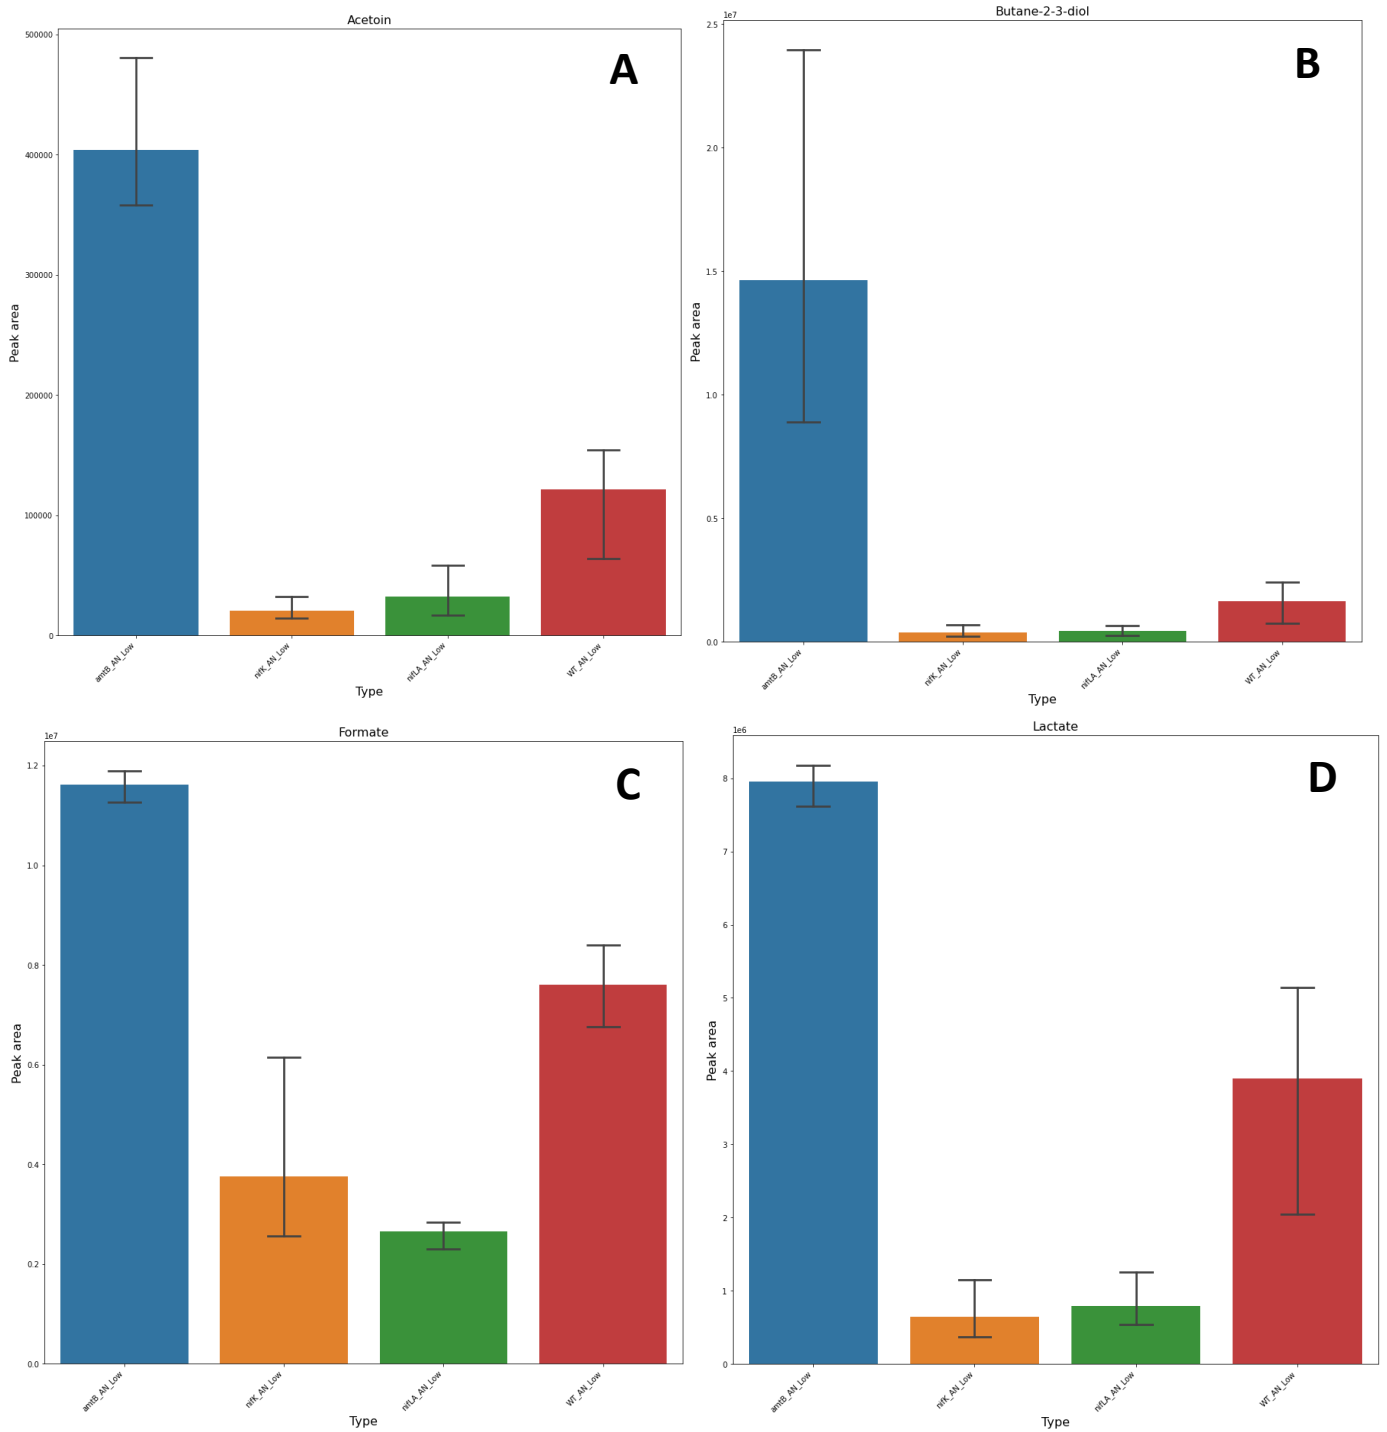 Acetoin
A
500000
400000
300000
200000
100000
0
Peak area
amtB_AN_Low
nifK_AN_Low
nifLA_AN_Low
WT_AN_Low
Type
Butane-2-3-diol
1e7
B
2.5
2.0
1.5
1.0
0.5
0.0
Peak area
amtB_AN_Low
nifK_AN_Low
nifLA_AN_Low
WT_AN_Low
Type
Formate
1e7
C
1.2
1.0
0.8
0.6
0.4
0.2
0.0
Peak area
amtB_AN_Low
nifK_AN_Low
nifLA_AN_Low
WT_AN_Low
Type
Lactate
1e6
D
8
7
6
5
4
3
2
1
0
Peak area
amtB_AN_Low
nifK_AN_Low
nifLA_AN_Low
WT_AN_Low
Type